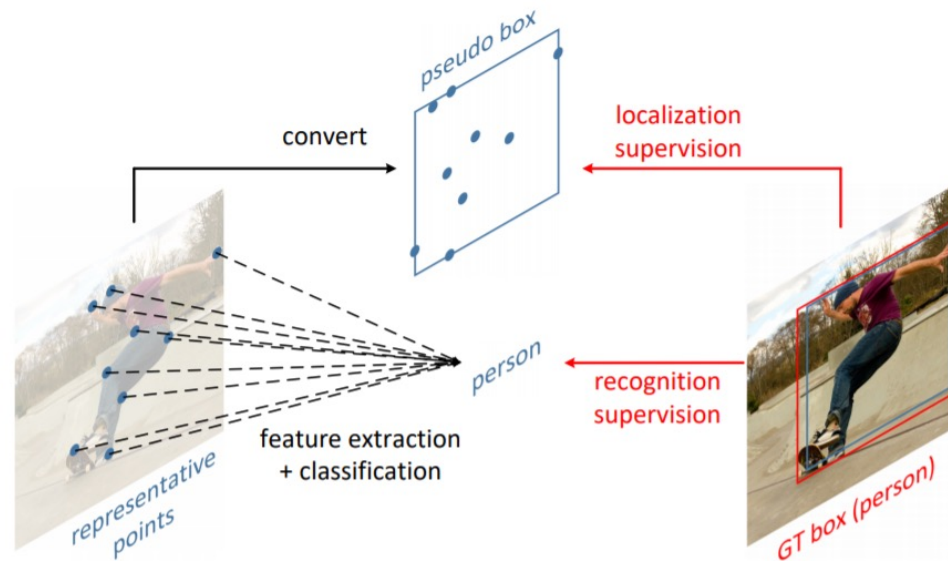 pseudo box
convert
localization
supervision
person
recognition
supervision
feature extraction
+ classification
representative
points
GT box (person)